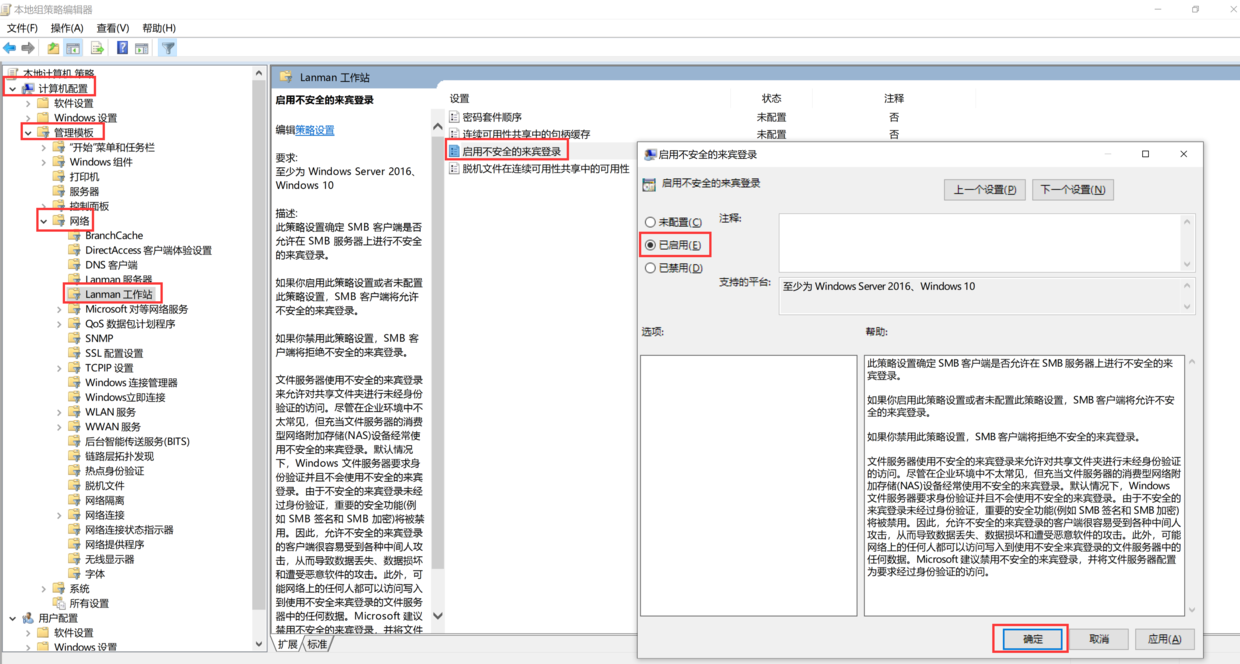 本地组策略编辑器
文件(F) 操作(A) 查看(V) 帮助(H)
本地计算机 策略
计算机配置
软件设置
Windows 设置
管理模板
"开始"菜单和任务栏
Windows 组件
打印机
服务器
控制面板
网络
BranchCache
DirectAccess 客户端体验设置
DNS 客户端
Lanman 服务器
Lanman 工作站
Microsoft 对等网络服务
QoS 数据包计划程序
SNMP
SSL 配置设置
TCPIP 设置
Windows 连接管理器
Windows立即连接
WLAN 服务
WWAN 服务
后台智能传送服务(BITS)
链路层拓扑发现
热点身份验证
脱机文件
网络隔离
网络连接
网络连接状态指示器
网络提供程序
无线显示器
字体
系统
所有设置
用户配置
软件设置
Windows 设置
Lanman 工作站
启用不安全的来宾登录
编辑策略设置
要求:
至少为 Windows Server 2016、
Windows 10
描述:
此策略设置确定 SMB 客户端是否
允许在 SMB 服务器上进行不安全
的来宾登录。
如果你启用此策略设置或者未配置
此策略设置，SMB 客户端将允许
不安全的来宾登录。
如果你禁用此策略设置，SMB 客
户端将拒绝不安全的来宾登录。
文件服务器使用不安全的来宾登录
来允许对共享文件夹进行未经身份
验证的访问。尽管在企业环境中不
太常见，但充当文件服务器的消费
型网络附加存储(NAS)设备经常使
用不安全的来宾登录。默认情况
下，Windows 文件服务器要求身
份验证并且不会使用不安全的来宾
登录。由于不安全的来宾登录未经
过身份验证，重要的安全功能(例
如 SMB 签名和 SMB 加密)将被禁
用。因此，允许不安全的来宾登录
的客户端很容易受到各种中间人攻
击，从而导致数据丢失、数据损坏
和遭受恶意软件的攻击。此外，可
能网络上的任何人都可以访问写入
到使用不安全来宾登录的文件服务
器中的任何数据。Microsoft 建议
禁用不安全的来宾登录，并将文件
扩展 标准
设置 状态 注释
密码套件顺序 未配置 否
连续可用性共享中的句柄缓存 未配置 否
启用不安全的来宾登录
脱机文件在连续可用性共享中的可用性
启用不安全的来宾登录
启用不安全的来宾登录
上一个设置(P) 下一个设置(N)
未配置(C) 注释:
已启用(E)
已禁用(D)
支持的平台: 至少为 Windows Server 2016、Windows 10
选项: 帮助:
此策略设置确定 SMB 客户端是否允许在 SMB 服务器上进行不安全的来
宾登录。
如果你启用此策略设置或者未配置此策略设置，SMB 客户端将允许不安
全的来宾登录。
如果你禁用此策略设置，SMB 客户端将拒绝不安全的来宾登录。
文件服务器使用不安全的来宾登录来允许对共享文件夹进行未经身份验证
的访问。尽管在企业环境中不太常见，但充当文件服务器的消费型网络附
加存储(NAS)设备经常使用不安全的来宾登录。默认情况下，Windows
文件服务器要求身份验证并且不会使用不安全的来宾登录。由于不安全的
来宾登录未经过身份验证，重要的安全功能(例如 SMB 签名和 SMB 加密)
将被禁用。因此，允许不安全的来宾登录的客户端很容易受到各种中间人
攻击，从而导致数据丢失、数据损坏和遭受恶意软件的攻击。此外，可能
网络上的任何人都可以访问写入到使用不安全来宾登录的文件服务器中的
任何数据。Microsoft 建议禁用不安全的来宾登录，并将文件服务器配置
为要求经过身份验证的访问。
确定 取消 应用(A)